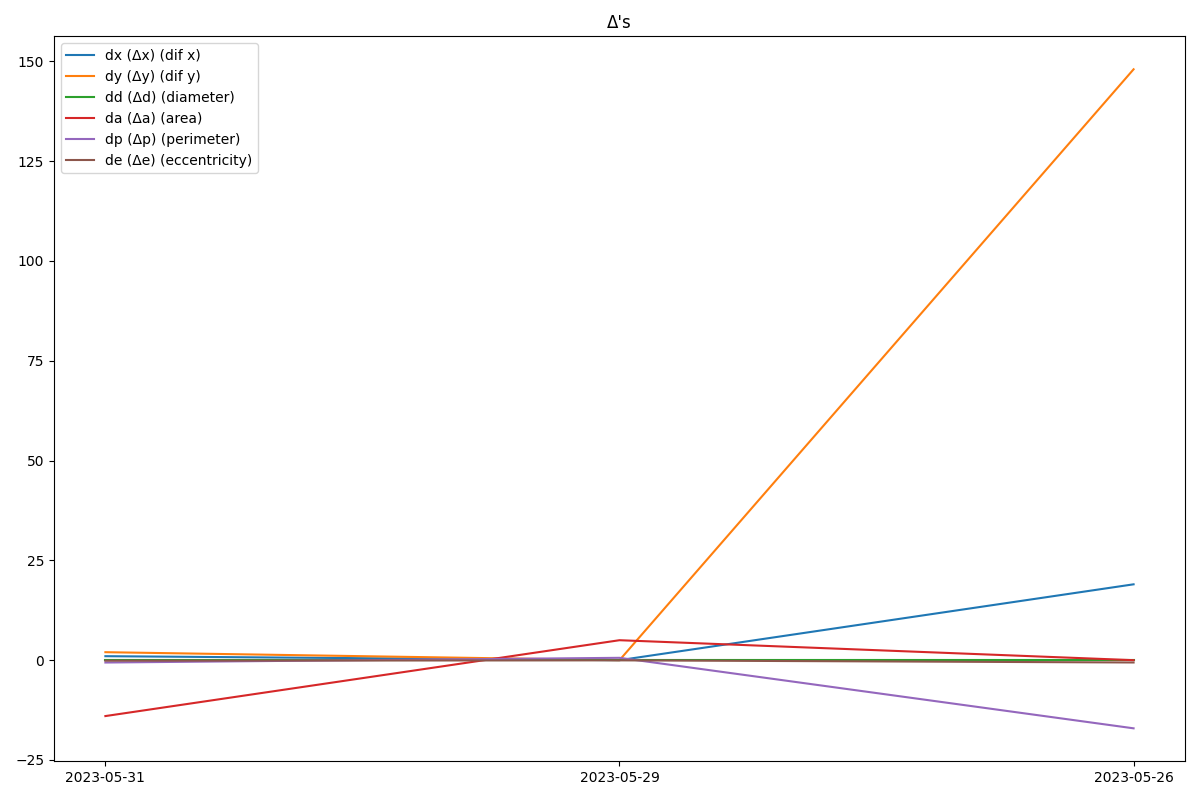 Δ's
dx (Δx) (dif x)
dy (Δy) (dif y)
dd (Δd) (diameter)
da (Δa) (area)
dp (Δp) (perimeter)
de (Δe) (eccentricity)
150
125
100
75
50
25
0
−25
2023-05-31 2023-05-29 2023-05-26